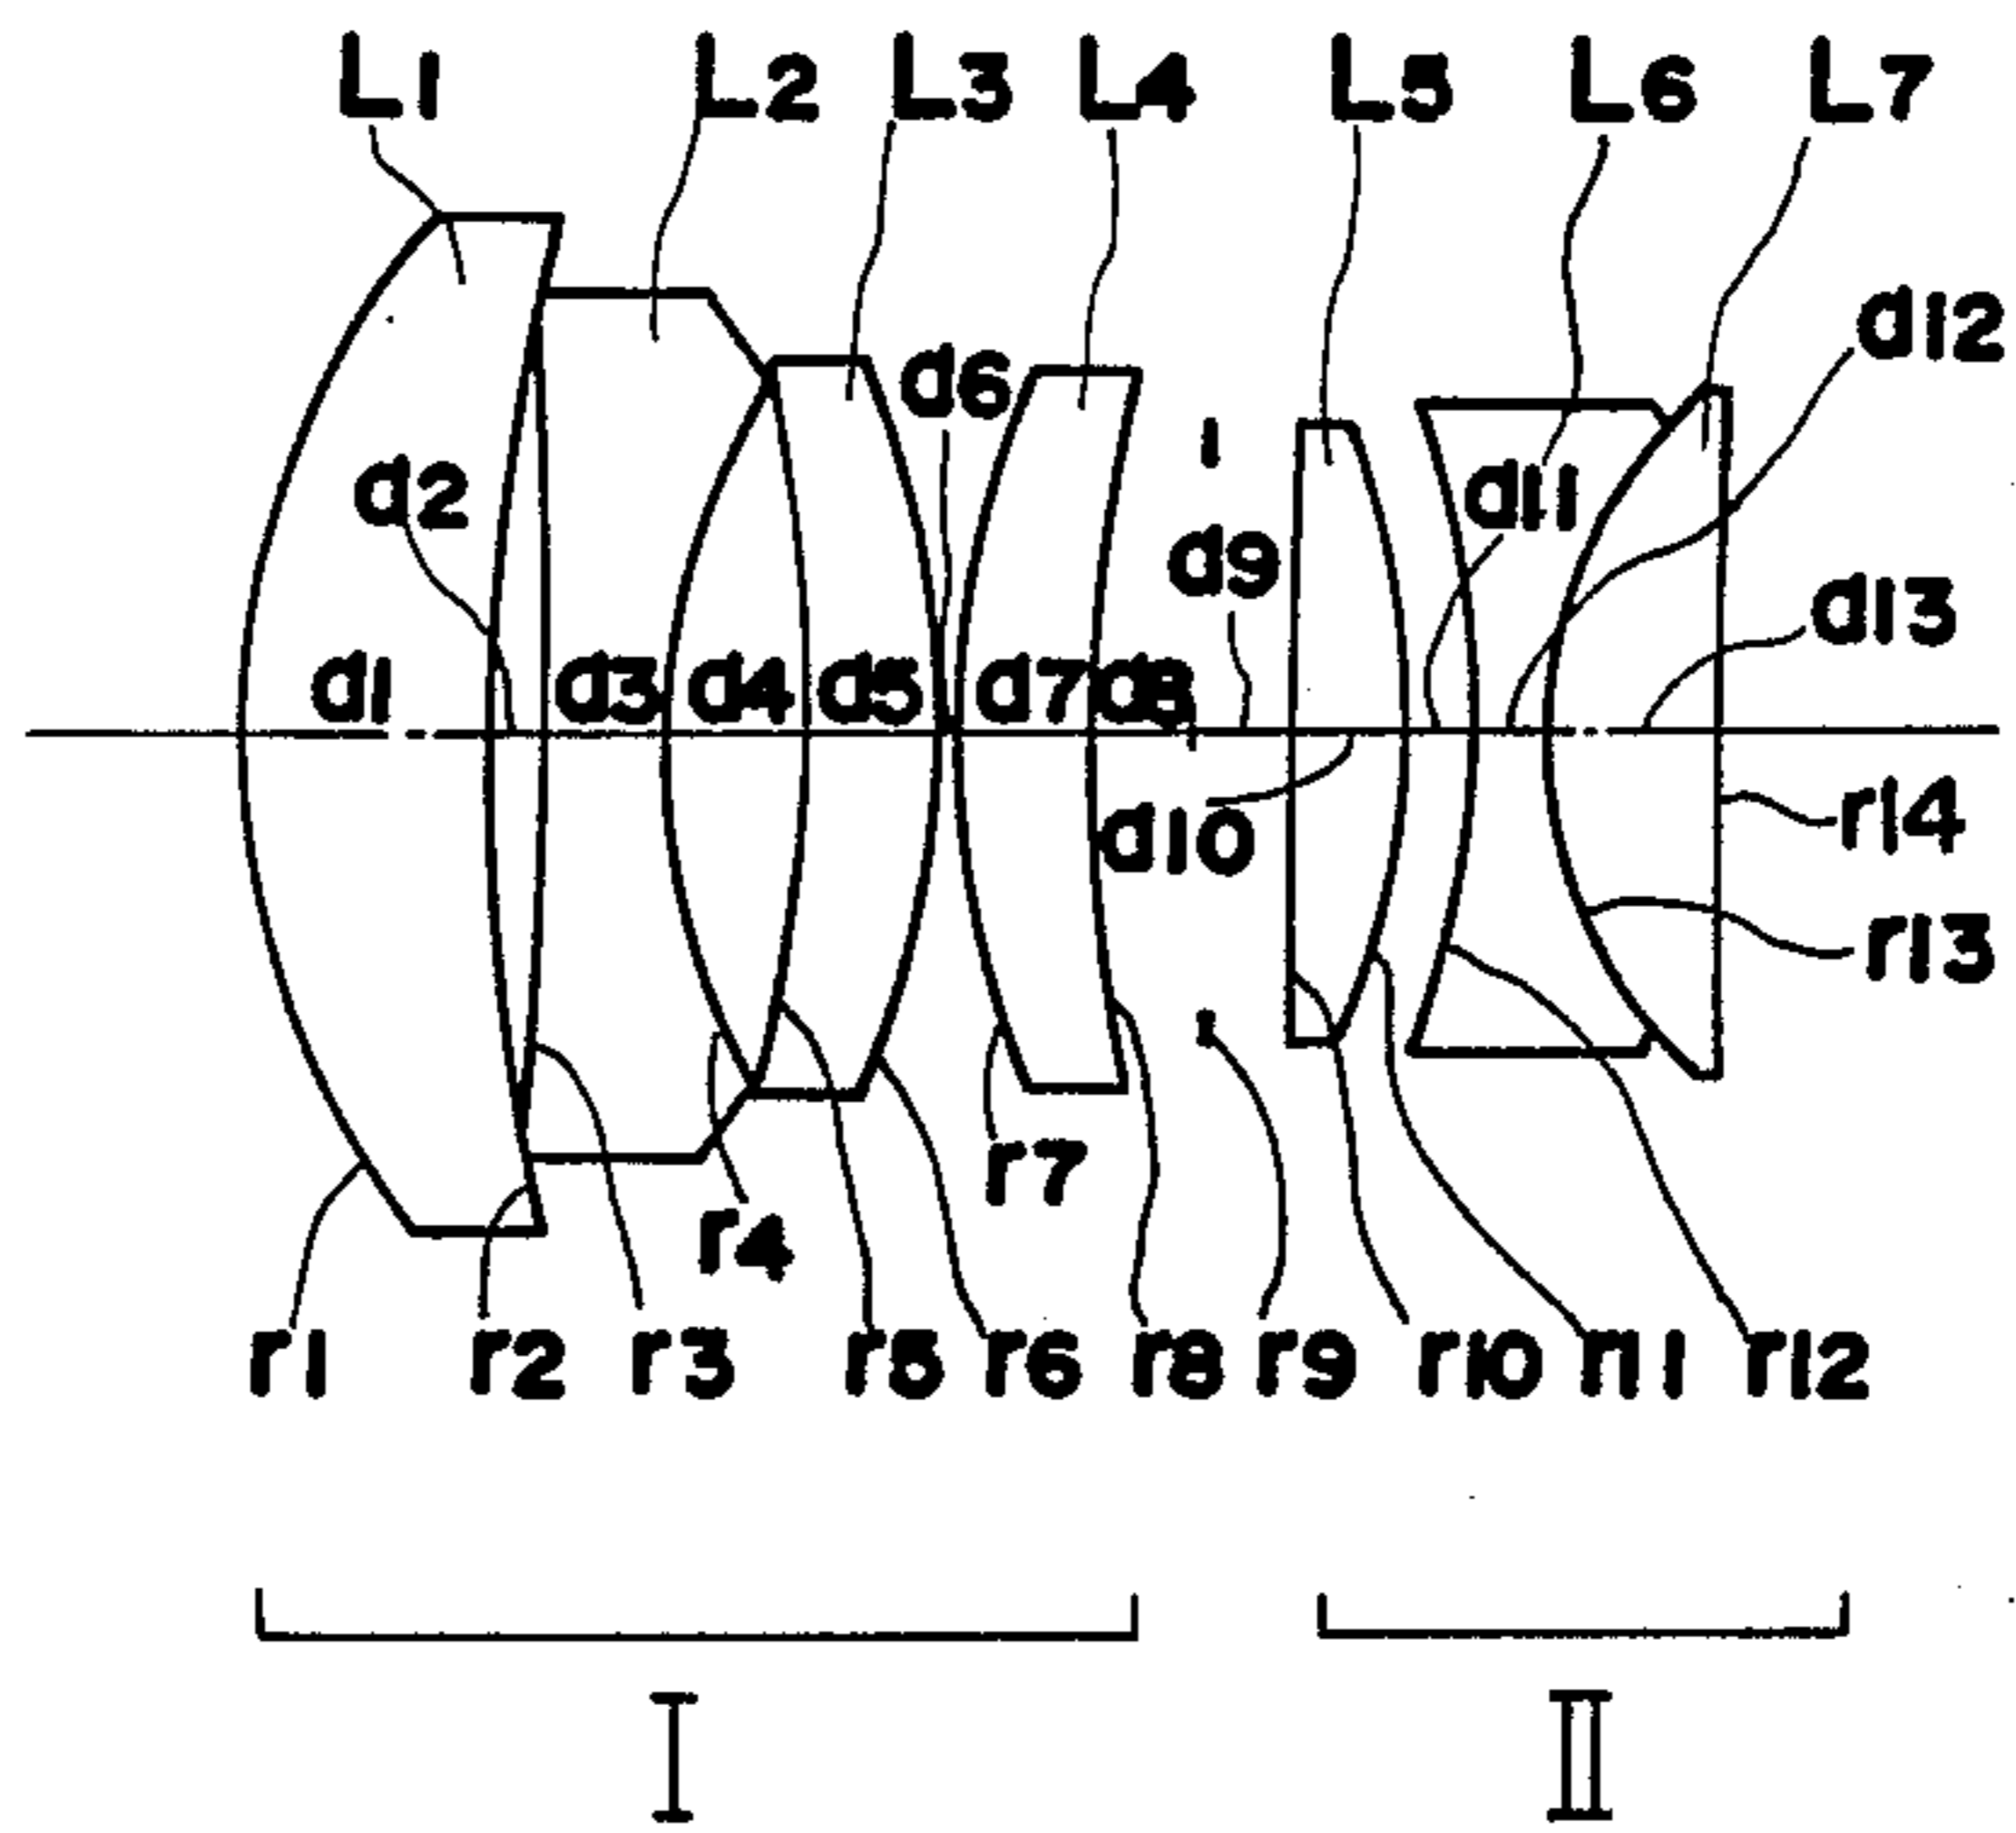 L1 L2 L3 L4 L5 L6 L7
d12
d6
d2 d11
d9
d13
d1 d3 d4 d5 d7 d8
r14
d10
r13
r7
r4
r1 r2 r3 r5 r6 r8 r9 r10 r11 r12
I II